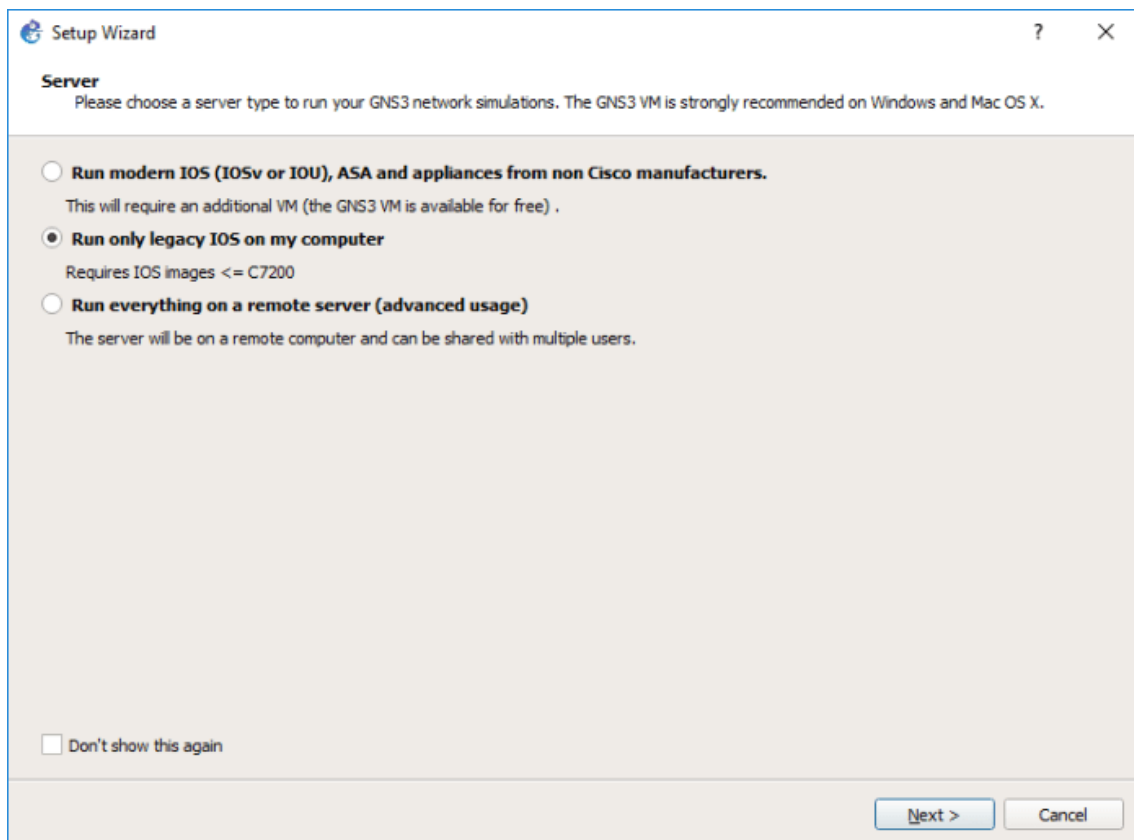 Setup Wizard
?
Server
Please choose a server type to run your GNS3 network simulations. The GNS3 VM is strongly recommended on Windows and Mac OS X.
Run modern IOS (IOSv or IOU), ASA and appliances from non Cisco manufacturers.
This will require an additional VM (the GNS3 VM is available for free) .
Run only legacy IOS on my computer
Requires IOS images <= C7200
Run everything on a remote server (advanced usage)
The server will be on a remote computer and can be shared with multiple users.
Don't show this again
Next >
Cancel